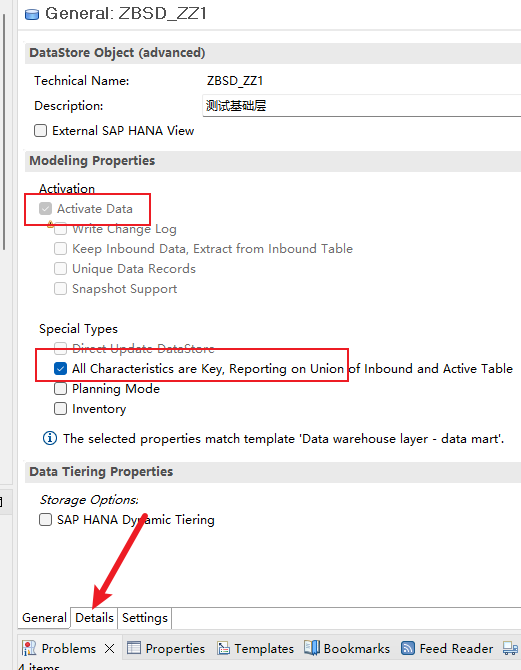 General: ZBSD_ZZ1
DataStore Object (advanced)
Technical Name: ZBSD_ZZ1
Description: 测试基础层
External SAP HANA View
Modeling Properties
Activation
Activate Data
Write Change Log
Keep Inbound Data, Extract from Inbound Table
Unique Data Records
Snapshot Support
Special Types
Direct Update DataStore
All Characteristics are Key, Reporting on Union of Inbound and Active Table
Planning Mode
Inventory
The selected properties match template 'Data warehouse layer - data mart'.
Data Tiering Properties
Storage Options:
SAP HANA Dynamic Tiering
General Details Settings
Problems Properties Templates Bookmarks Feed Reader
4 items